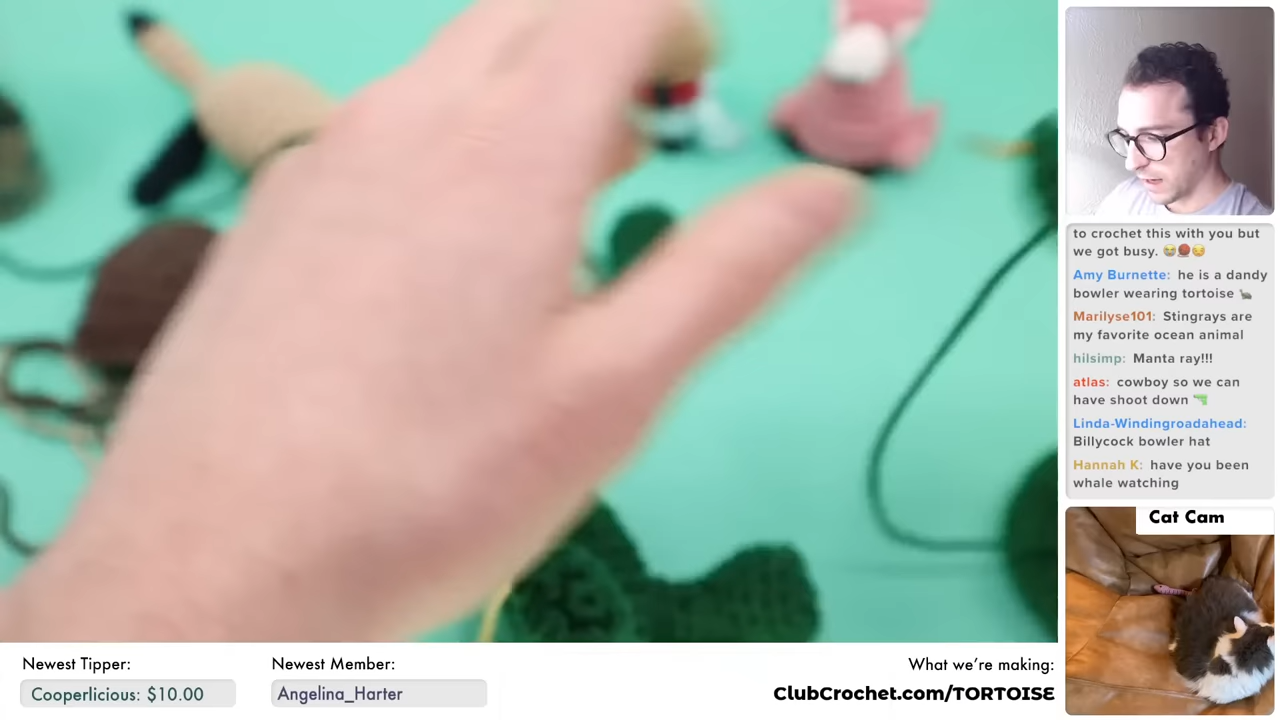 to crochet this with you but
we got busy. 😭🧶😔
Amy Burnette: he is a dandy
bowler wearing tortoise 🐢
Marilyse101: Stingrays are
my favorite ocean animal
hilsimp: Manta ray!!!
atlas: cowboy so we can
have shoot down 🔫
Linda-Windingroadahead:
Billycock bowler hat
Hannah K: have you been
whale watching
Cat Cam
Newest Tipper:
Cooperlicious: $10.00
Newest Member:
Angelina_Harter
What we're making:
ClubCrochet.com/TORTOISE